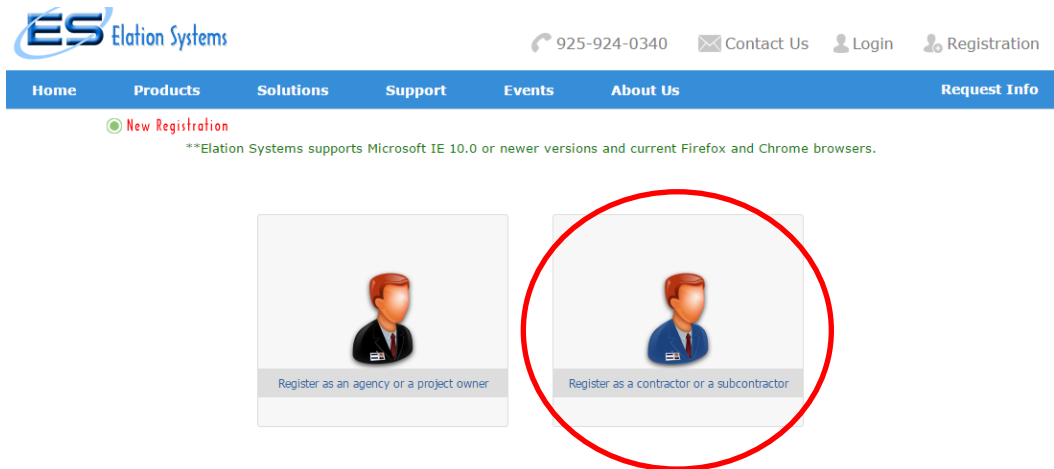 ES Elation Systems
925-924-0340 Contact Us Login Registration
Home Products Solutions Support Events About Us Request Info
New Registration
**Elation Systems supports Microsoft IE 10.0 or newer versions and current Firefox and Chrome browsers.
Register as an agency or a project owner
Register as a contractor or a subcontractor